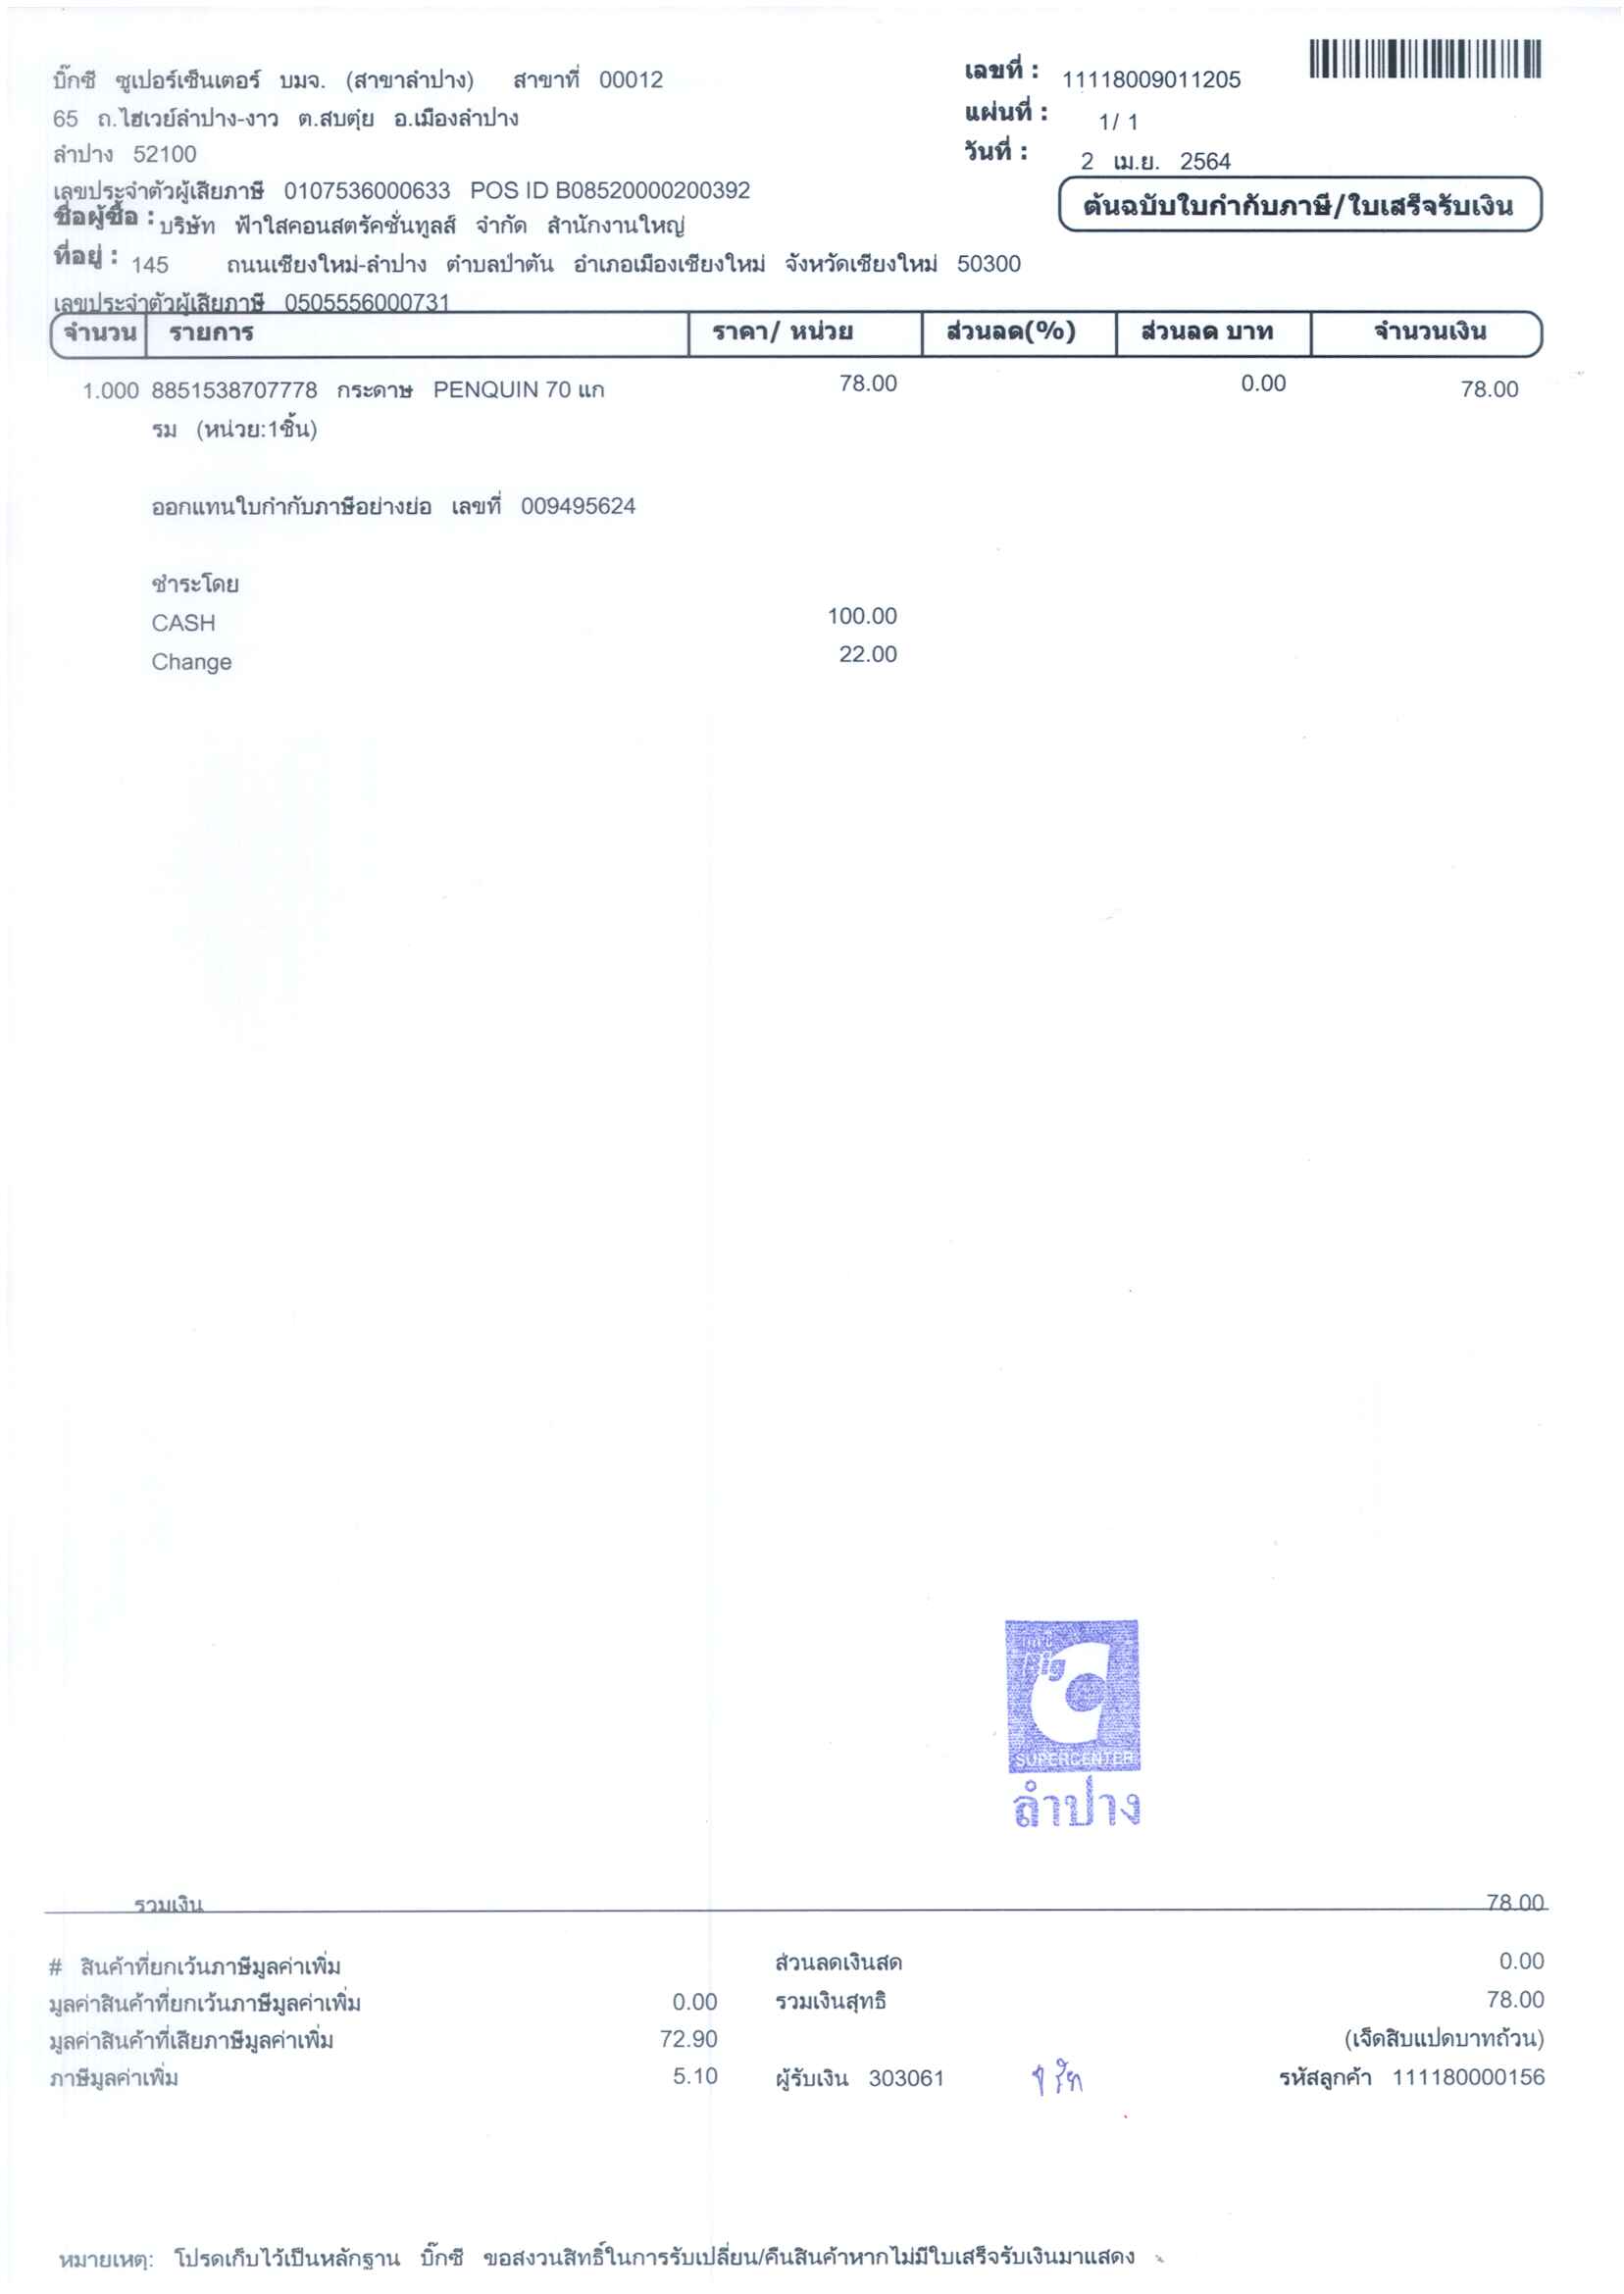 บิ๊กซี ซูเปอร์เซ็นเตอร์ บมจ. (สาขาลำปาง) สาขาที่ 00012
65 ถ.ไฮเวย์ลำปาง-งาว ต.สบตุ๋ย อ.เมืองลำปาง
ลำปาง 52100
เลขประจำตัวผู้เสียภาษี 0107536000633 POS ID B08520000200392
เลขที่ : 11118009011205
แผ่นที่ : 1/ 1
วันที่ : 2 เม.ย. 2564
ต้นฉบับใบกำกับภาษี/ใบเสร็จรับเงิน
ชื่อผู้ซื้อ : บริษัท ฟ้าใสคอนสตรัคชั่นทูลส์ จำกัด สำนักงานใหญ่
ที่อยู่ : 145 ถนนเชียงใหม่-ลำปาง ตำบลป่าตัน อำเภอเมืองเชียงใหม่ จังหวัดเชียงใหม่ 50300
เลขประจำตัวผู้เสียภาษี 0505556000731
จำนวน รายการ ราคา/ หน่วย ส่วนลด(%) ส่วนลด บาท จำนวนเงิน
1.000 8851538707778 กระดาษ PENQUIN 70 แก 78.00 0.00 78.00
รม (หน่วย:1ชิ้น)
ออกแทนใบกำกับภาษีอย่างย่อ เลขที่ 009495624
ชำระโดย
CASH 100.00
Change 22.00
Big
SUPERCENTER
ลำปาง
รวมเงิน 78.00
# สินค้าที่ยกเว้นภาษีมูลค่าเพิ่ม ส่วนลดเงินสด 0.00
มูลค่าสินค้าที่ยกเว้นภาษีมูลค่าเพิ่ม 0.00 รวมเงินสุทธิ 78.00
มูลค่าสินค้าที่เสียภาษีมูลค่าเพิ่ม 72.90 (เจ็ดสิบแปดบาทถ้วน)
ภาษีมูลค่าเพิ่ม 5.10 ผู้รับเงิน 303061 รหัสลูกค้า 111180000156
หมายเหตุ: โปรดเก็บไว้เป็นหลักฐาน บิ๊กซี ขอสงวนสิทธิ์ในการรับเปลี่ยน/คืนสินค้าหากไม่มีใบเสร็จรับเงินมาแสดง